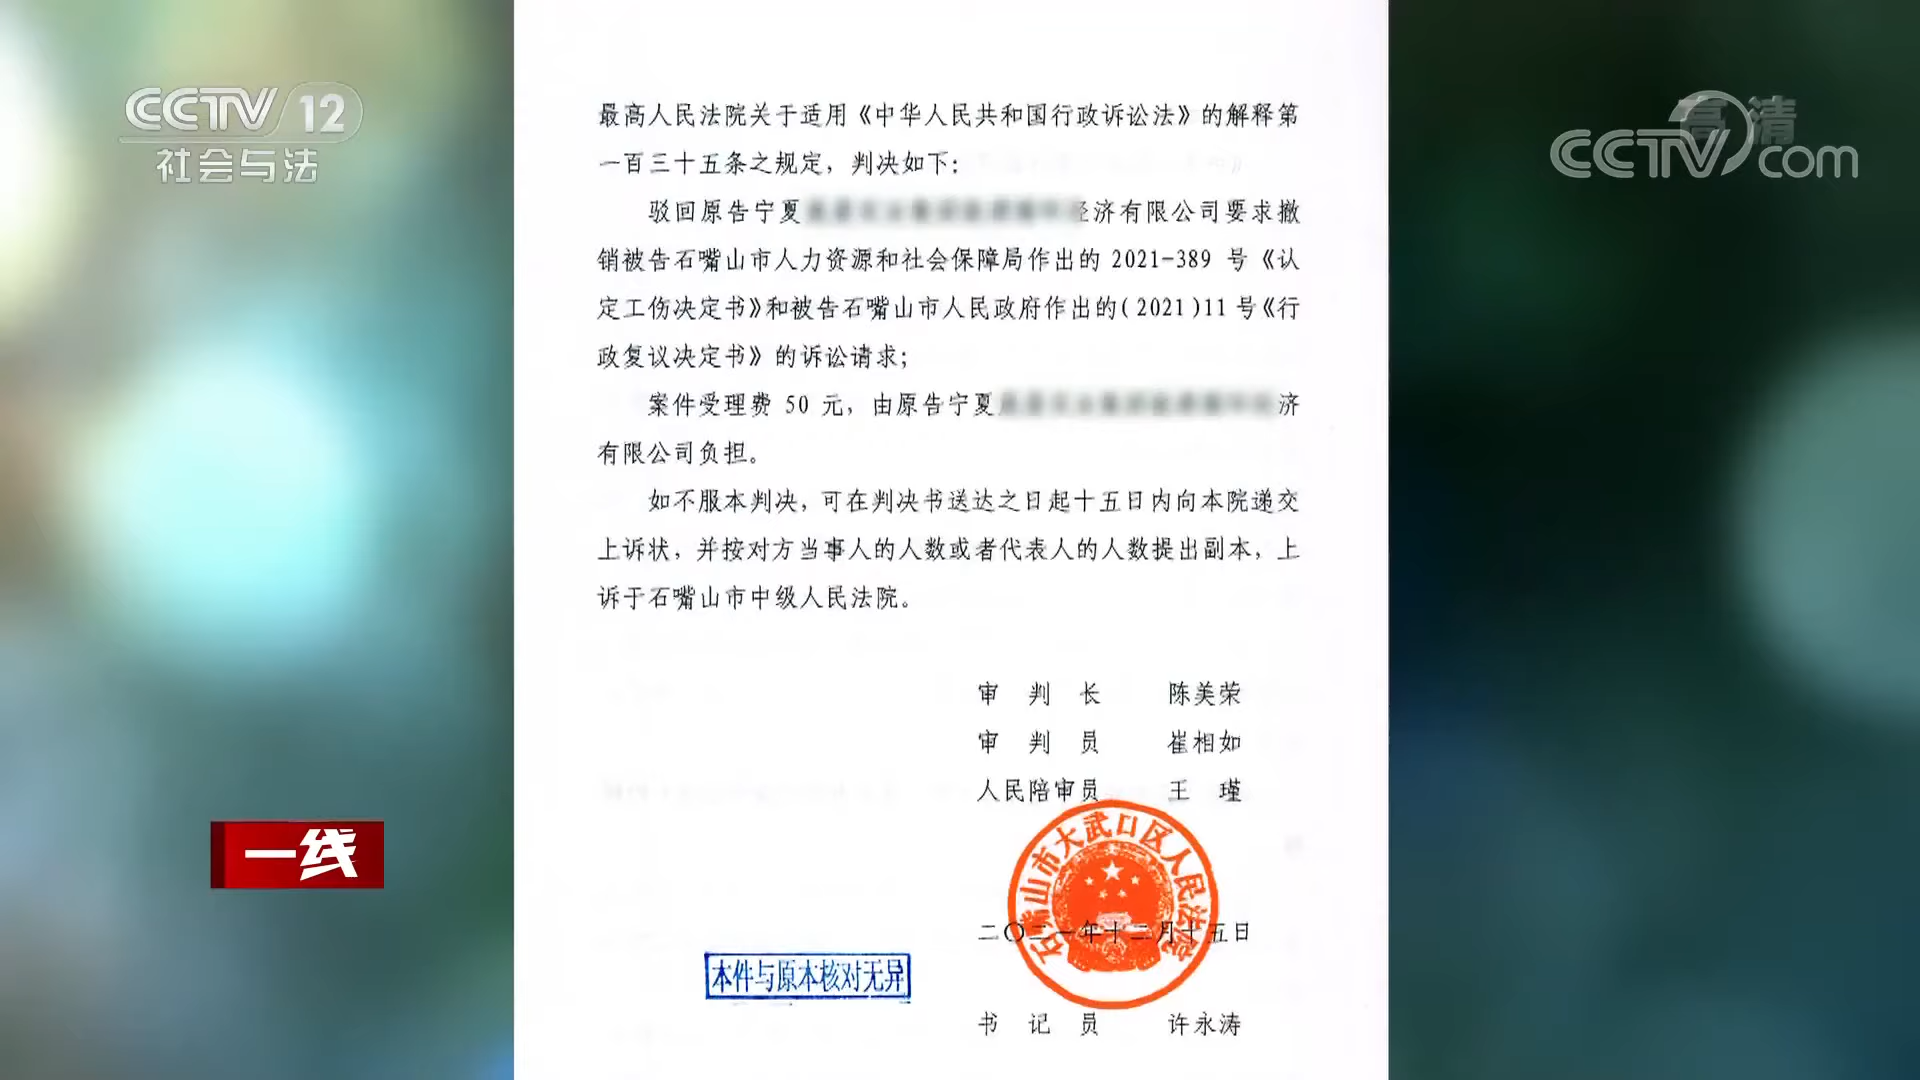 CCTV 12
社会与法
高清
CCTV.com
最高人民法院关于适用《中华人民共和国行政诉讼法》的解释第
一百三十五条之规定，判决如下：
驳回原告宁夏 经济有限公司要求撤
销被告石嘴山市人力资源和社会保障局作出的 2021-389 号《认
定工伤决定书》和被告石嘴山市人民政府作出的(2021)11号《行
政复议决定书》的诉讼请求；
案件受理费 50 元，由原告宁夏 济
有限公司负担。
如不服本判决，可在判决书送达之日起十五日内向本院递交
上诉状，并按对方当事人的人数或者代表人的人数提出副本，上
诉于石嘴山市中级人民法院。
审 判 长 陈美荣
审 判 员 崔相如
人民陪审员 王 瑾
石嘴山市大武口区人民法院
二〇二一年十二月十五日
本件与原本核对无异
书 记 员 许永涛
一线